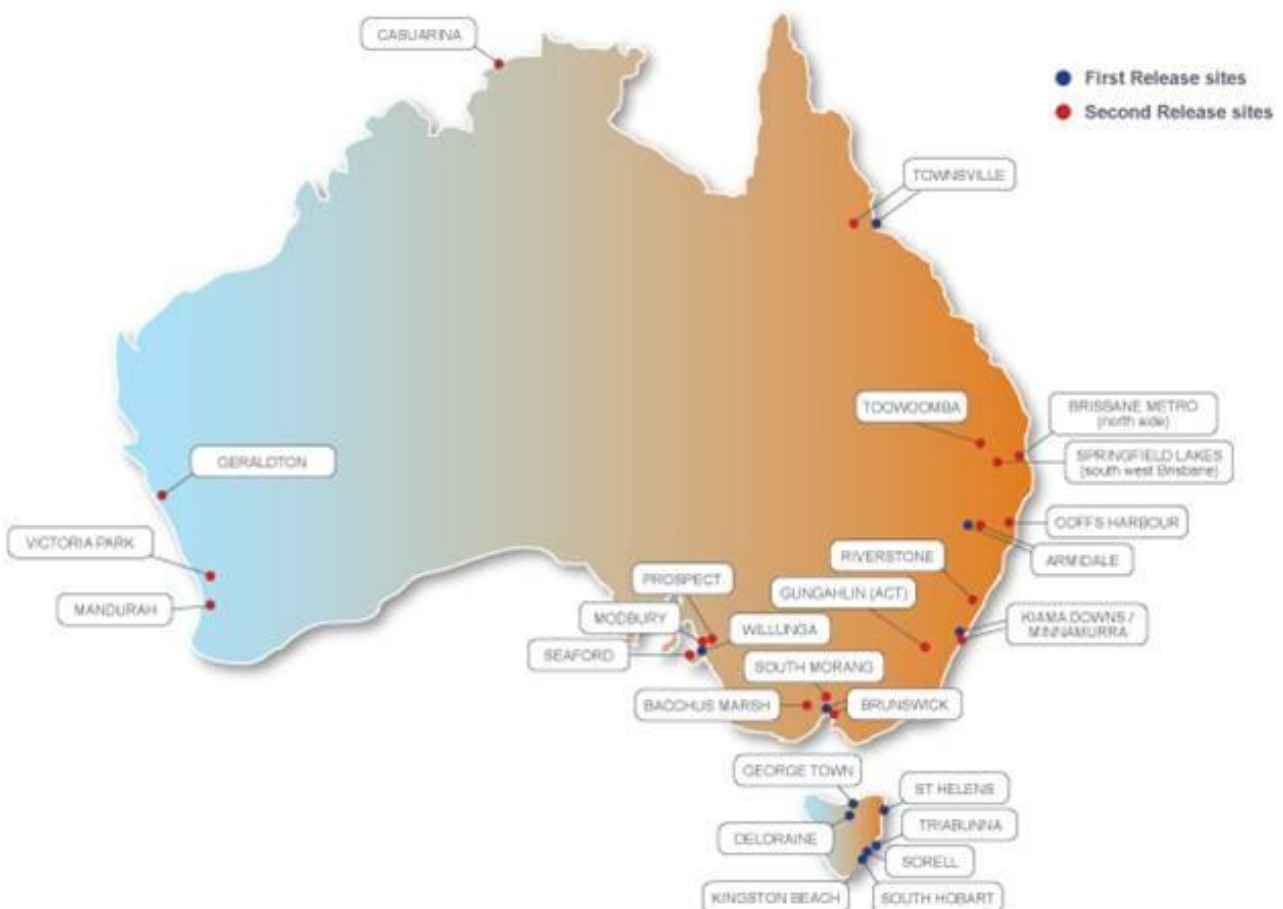 CASUARINA
First Release sites
Second Release sites
TOWNSVILLE
TOOWOOMBA
BRISBANE METRO
(north side)
SPRINGFIELD LAKES
(south west Brisbane)
GERALDTON
COFFS HARBOUR
VICTORIA PARK
RIVERSTONE
ARMIDALE
PROSPECT
GUNGAHLIN (ACT)
MANDURAH
MODBURY
WILLUNGA
KIAMA DOWNS /
MINNAMURRA
SEAFORD
SOUTH MORANG
BACCHUS MARSH
BRUNSWICK
GEORGE TOWN
ST HELENS
DELORAINE
TRIABUNNA
SORELL
KINGSTON BEACH
SOUTH HOBART